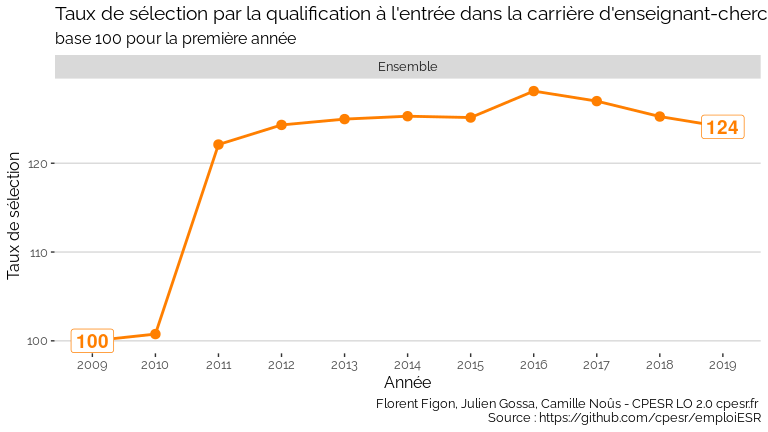 Taux de sélection par la qualification à l'entrée dans la carrière d'enseignant-cherc
base 100 pour la première année
Ensemble
Taux de sélection
120
110
100
100
124
2009 2010 2011 2012 2013 2014 2015 2016 2017 2018 2019
Année
Florent Figon, Julien Gossa, Camille Noûs - CPESR LO 2.0 cpesr.fr
Source : https://github.com/cpesr/emploiESR